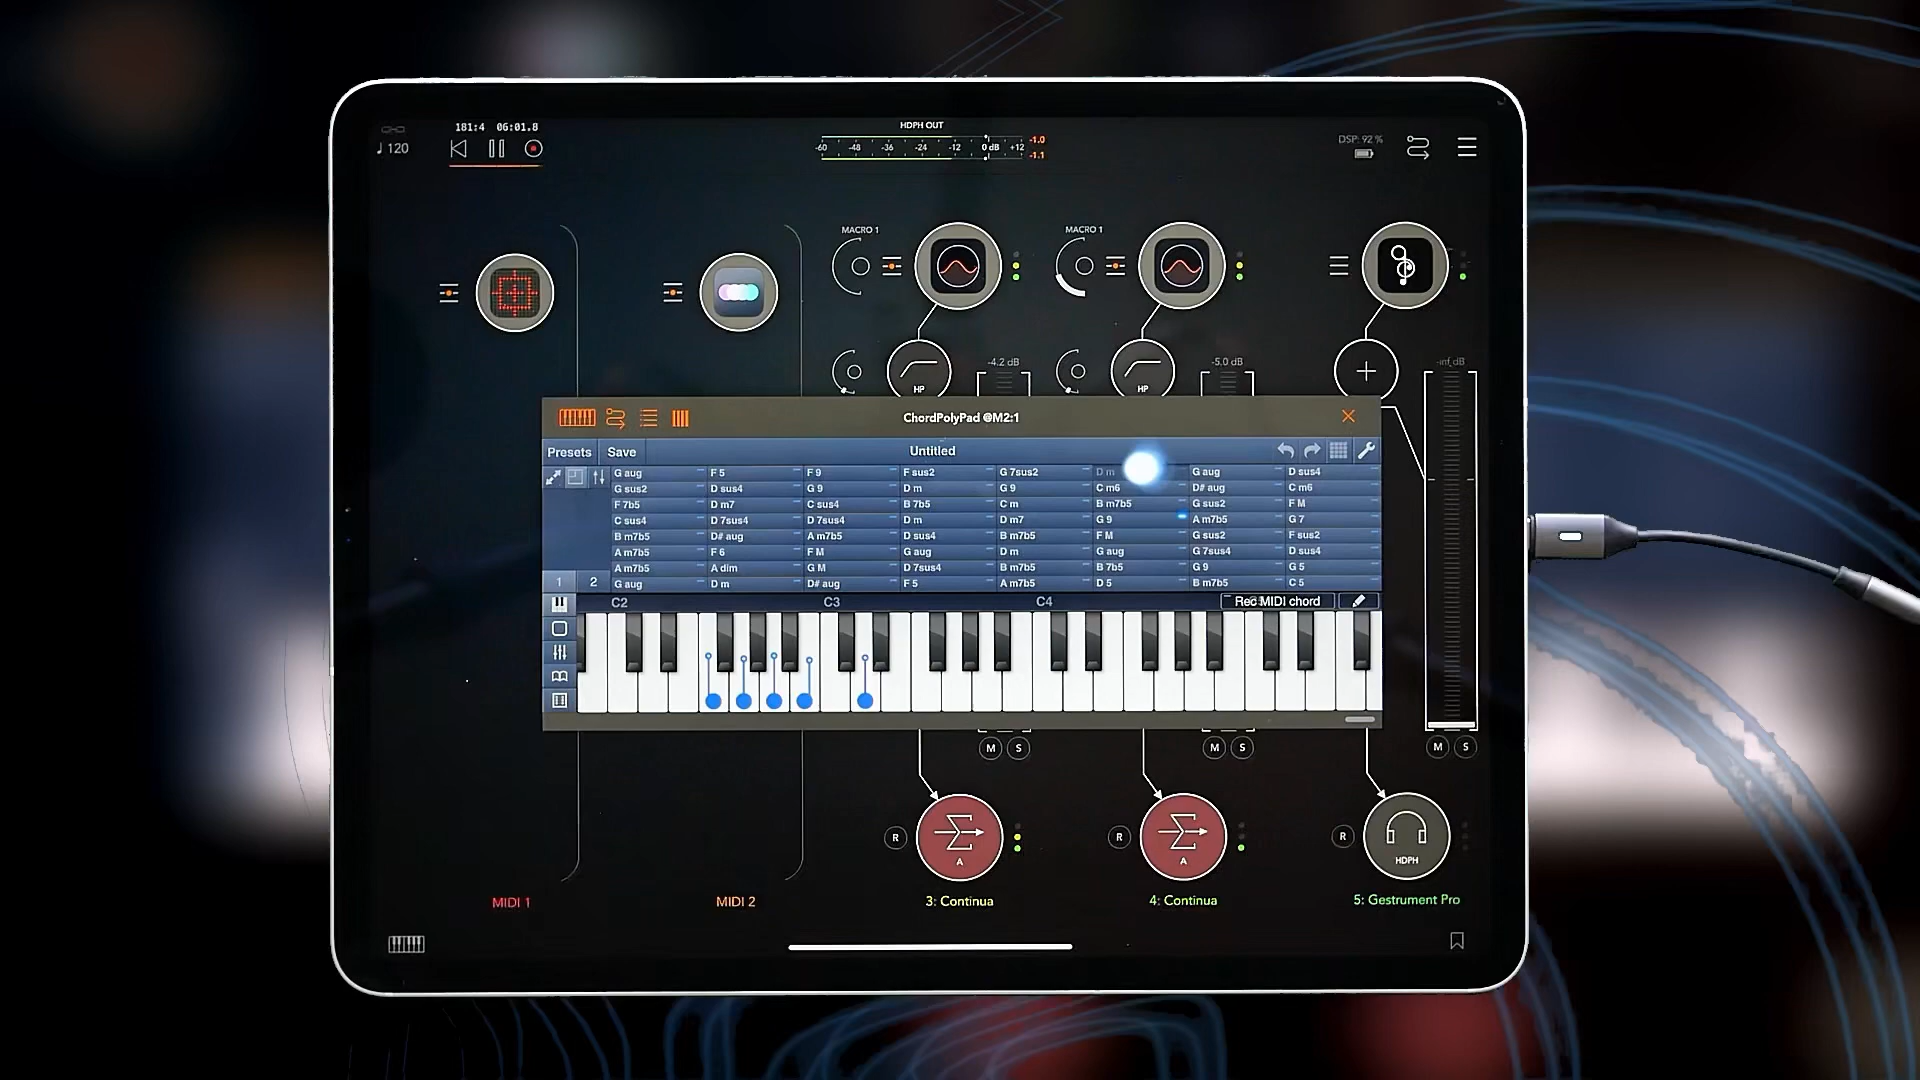 181:4 06:01.8
♩ 120
HDPH OUT
-60 -48 -36 -24 -12 0 dB +12
-1.0
-1.1
DSP: 92 %
MACRO 1
MACRO 1
HP
-4.2 dB
HP
-5.0 dB
-inf dB
ChordPolyPad @M2:1
Presets Save Untitled
G aug F 5 F 9 F sus2 G 7sus2 D m G aug D sus4
G sus2 D sus4 G 9 D m G 9 C m6 D# aug C m6
F 7b5 D m7 C sus4 B 7b5 C m B m7b5 G sus2 F M
C sus4 D 7sus4 D 7sus4 D m D m7 G 9 A m7b5 G 7
B m7b5 D# aug A m7b5 D sus4 B m7b5 F M G sus2 F sus2
A m7b5 F 6 F M G aug D m G aug G 7sus4 D sus4
A m7b5 A dim G M D 7sus4 B m7b5 B 7b5 G 9 G 5
1 2 G aug D m D# aug F 5 A m7b5 D 5 B m7b5 C 5
C2 C3 C4 Rec MIDI chord
M S M S M S
R A R A R HDPH
MIDI 1 MIDI 2 3: Continua 4: Continua 5: Gestrument Pro